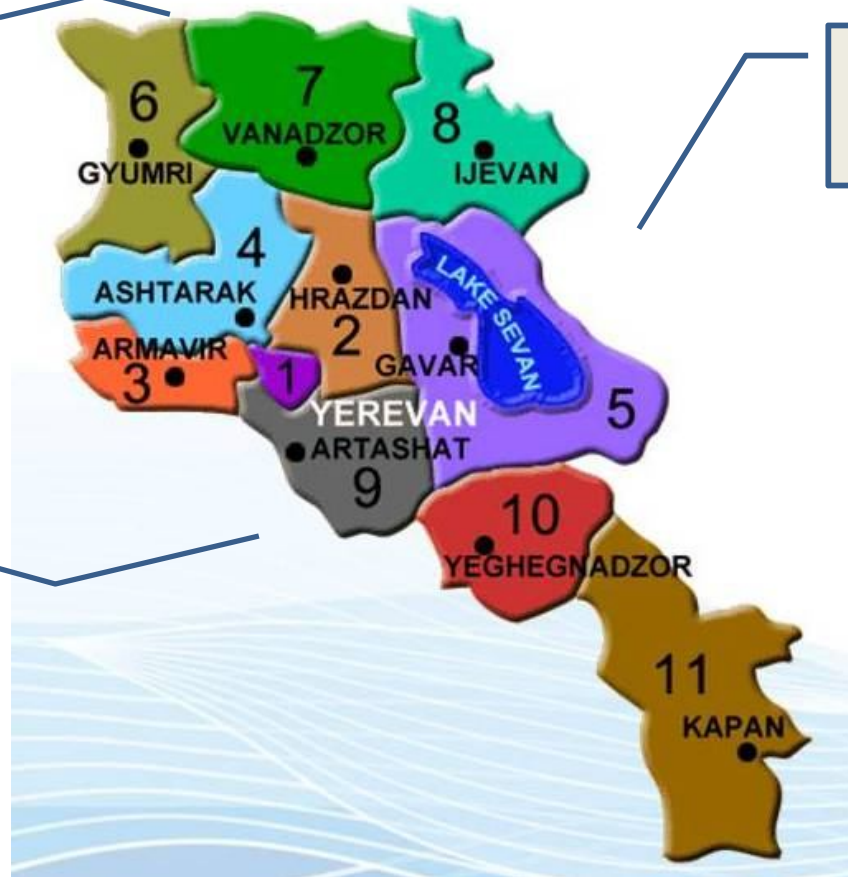 6
7
8
VANADZOR
GYUMRI
IJEVAN
4
ASHTARAK
HRAZDAN
LAKE SEVAN
ARMAVIR
2
GAVAR
3
1
YEREVAN
5
ARTASHAT
9
10
YEGHEGNADZOR
11
KAPAN